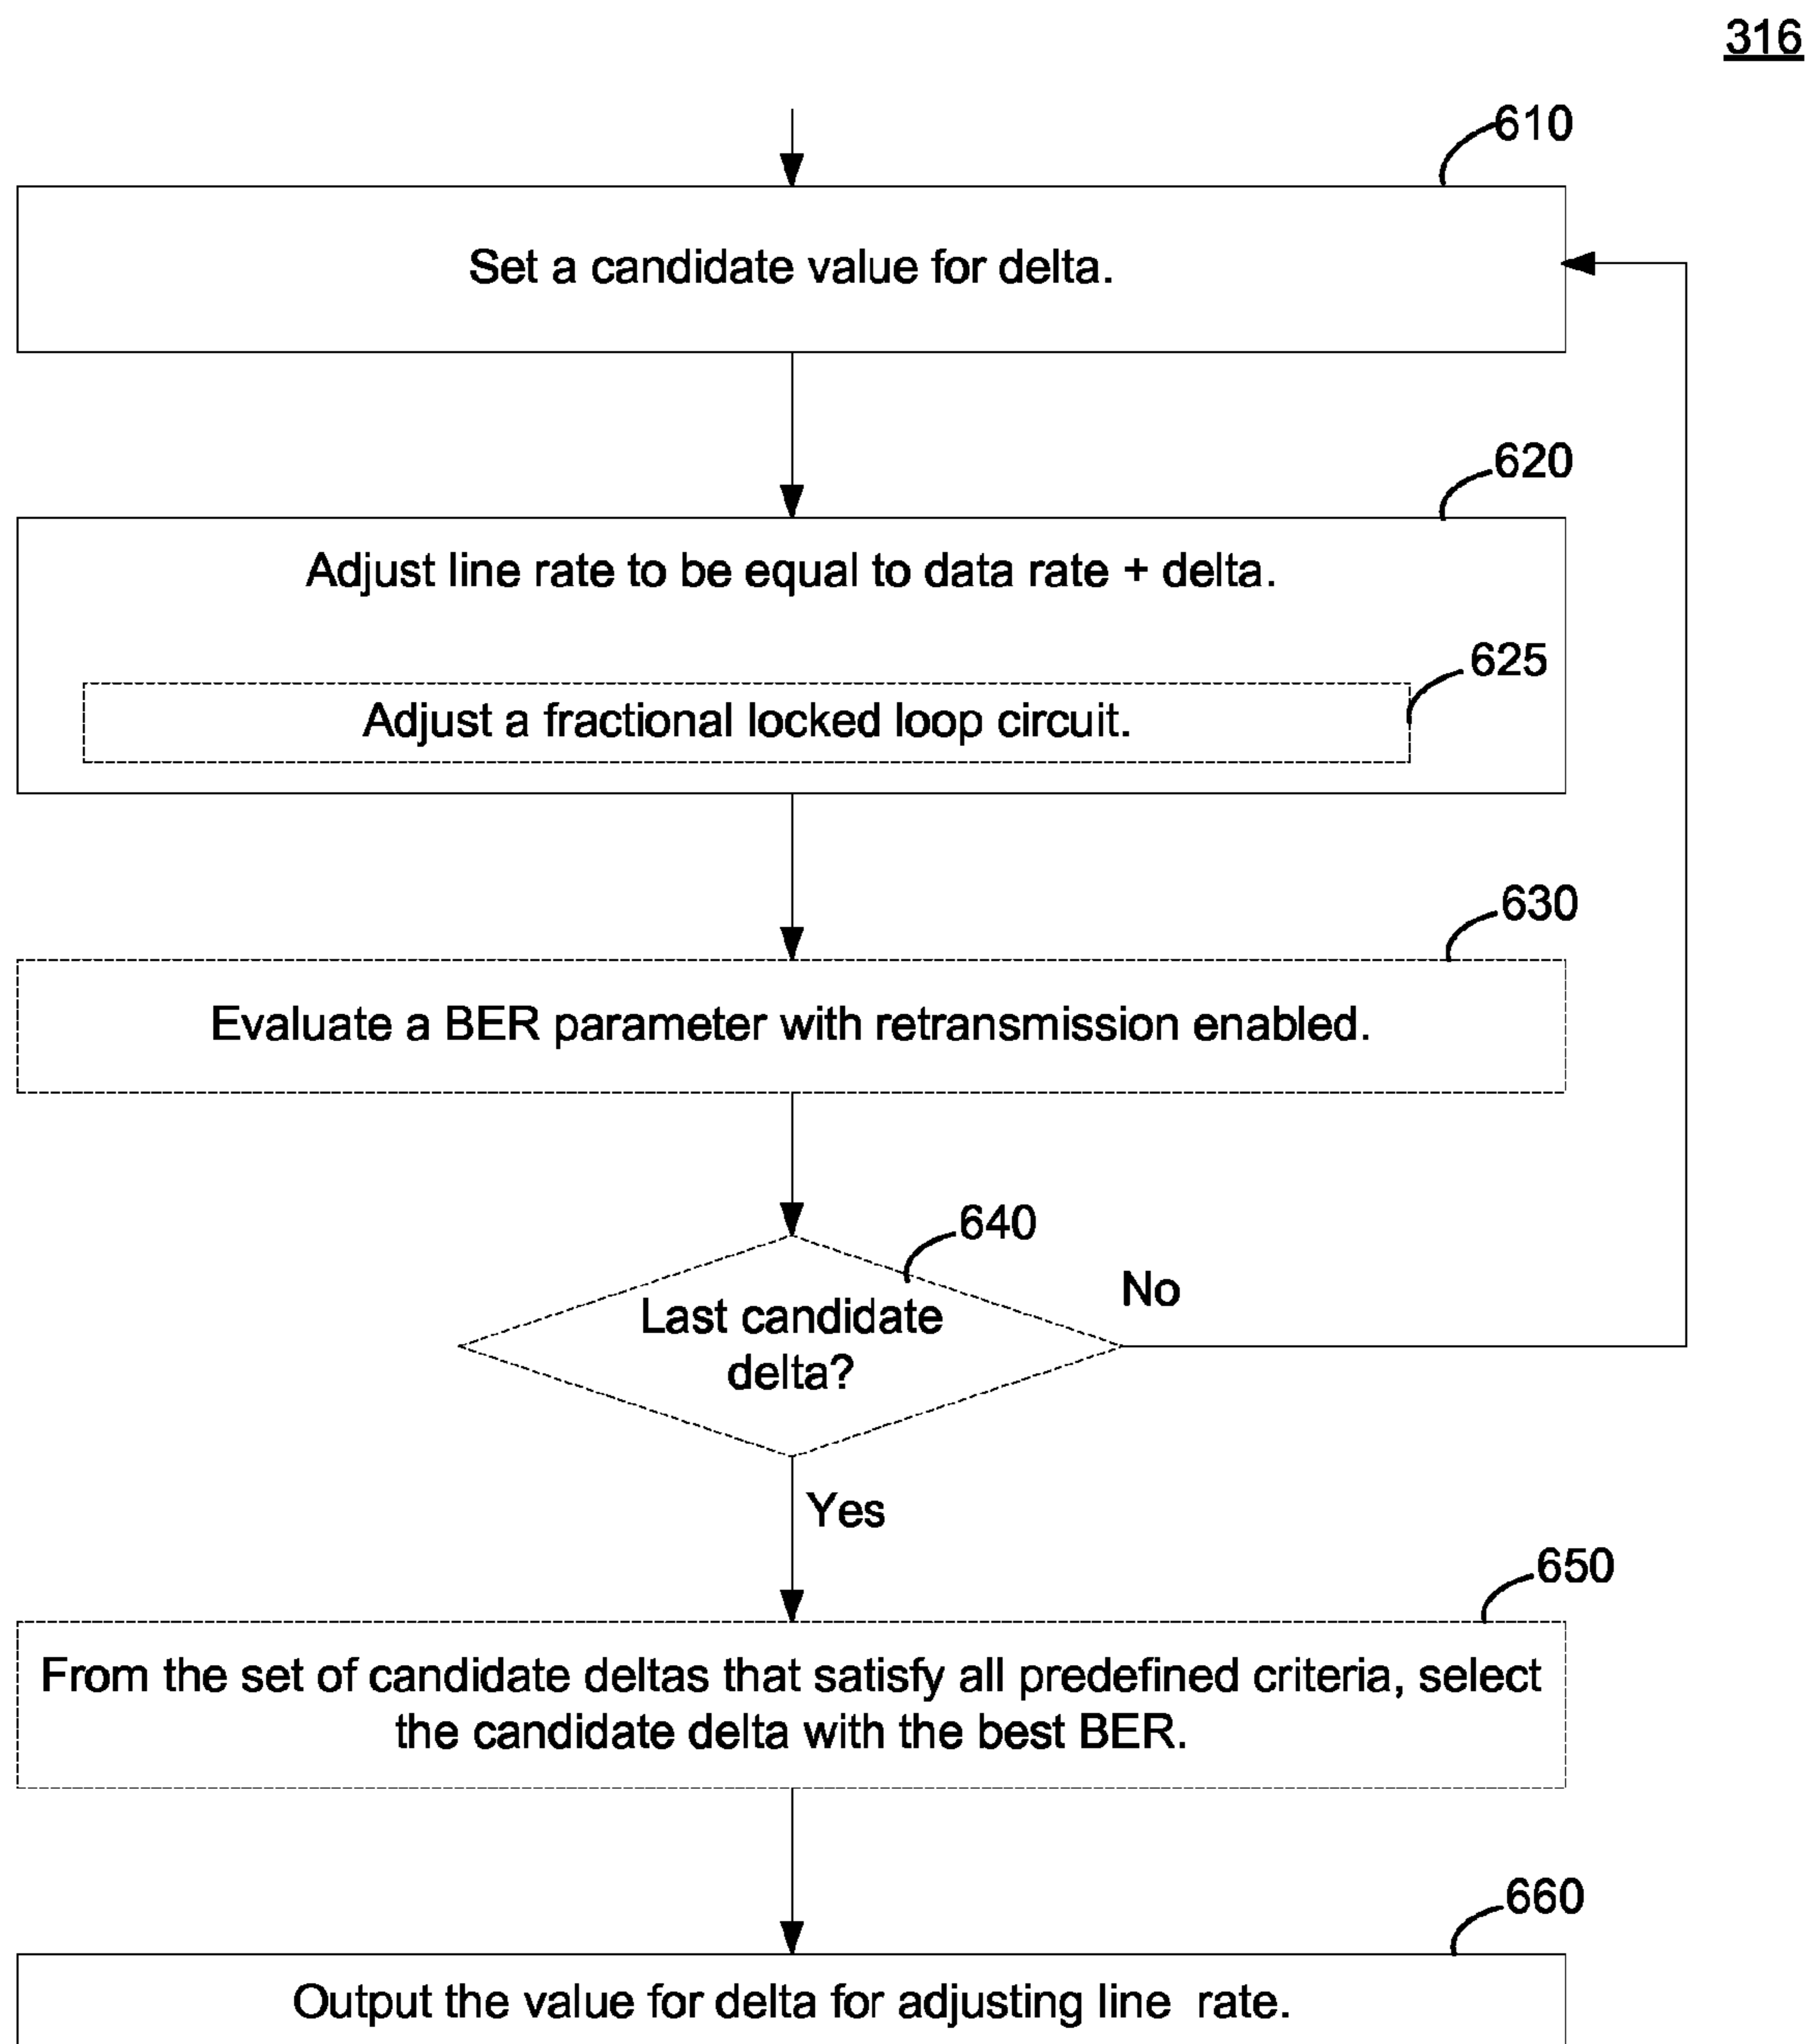 316
610
Set a candidate value for delta.
620
Adjust line rate to be equal to data rate + delta.
625
Adjust a fractional locked loop circuit.
630
Evaluate a BER parameter with retransmission enabled.
640
Last candidate
delta?
No
Yes
650
From the set of candidate deltas that satisfy all predefined criteria, select
the candidate delta with the best BER.
660
Output the value for delta for adjusting line rate.